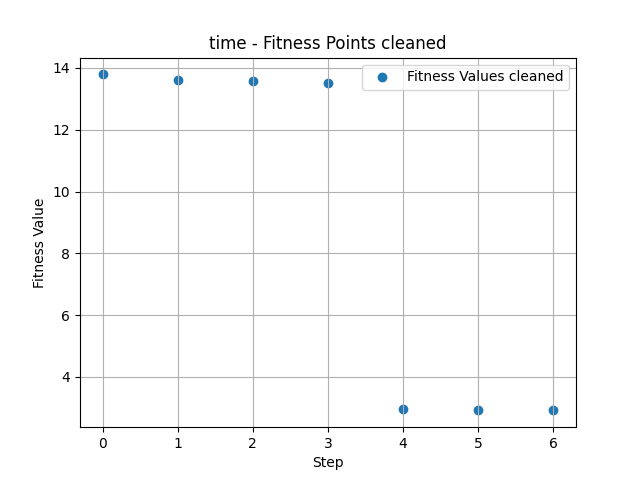 time - Fitness Points cleaned
Fitness Values cleaned
14
12
10
8
6
4
Fitness Value
0 1 2 3 4 5 6
Step